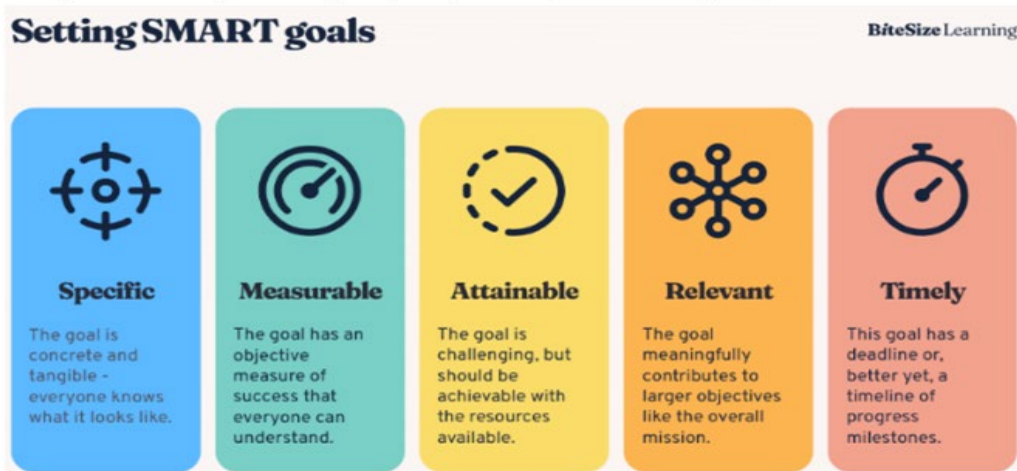 Setting SMART goals
BiteSize Learning
Specific
The goal is
concrete and
tangible -
everyone knows
what it looks like.
Measurable
The goal has an
objective
measure of
success that
everyone can
understand.
Attainable
The goal is
challenging, but
should be
achievable with
the resources
available.
Relevant
The goal
meaningfully
contributes to
larger objectives
like the overall
mission.
Timely
This goal has a
deadline or,
better yet, a
timeline of
progress
milestones.